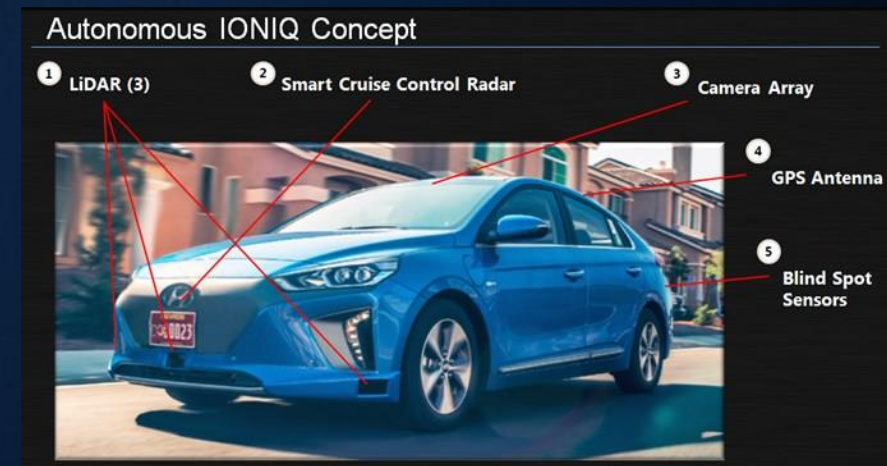 Autonomous IONIQ Concept
1
LiDAR (3)
2
Smart Cruise Control Radar
3
Camera Array
4
GPS Antenna
5
Blind Spot
Sensors
0023